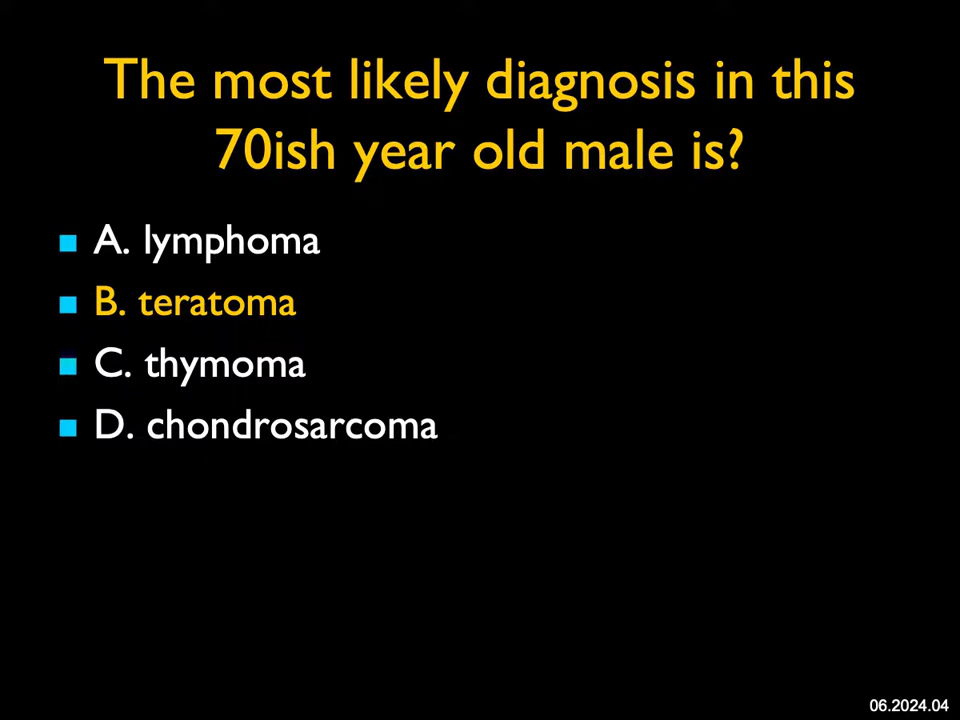 The most likely diagnosis in this
70ish year old male is?
A. lymphoma
B. teratoma
C. thymoma
D. chondrosarcoma
06.2024.04